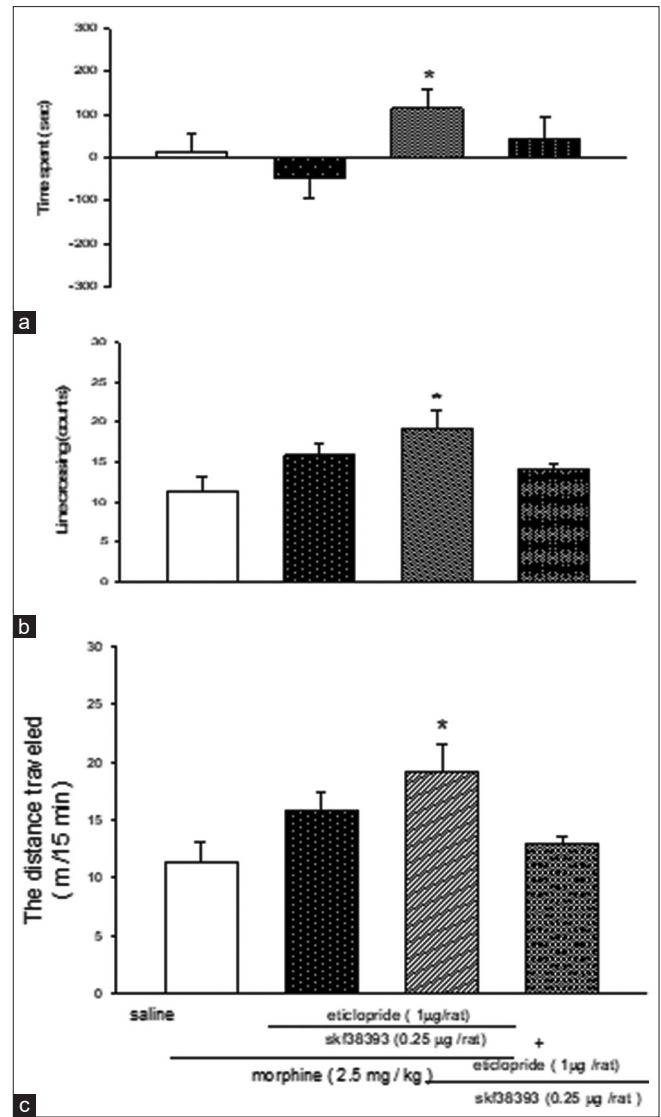 300
200
*
100
0
-100
-200
-300
Time spent (sec)
a
30
25
*
20
15
10
5
0
Linecrossing(counts)
b
30
25
*
20
15
10
5
0
The distance traveled
( m /15 min)
saline
eticlopride ( 1µg/rat)
skf38393 (0.25 µg /rat)
+
morphine ( 2.5 mg / kg )
eticlopride ( 1µg /rat)
skf38393 (0.25 µg /rat )
c